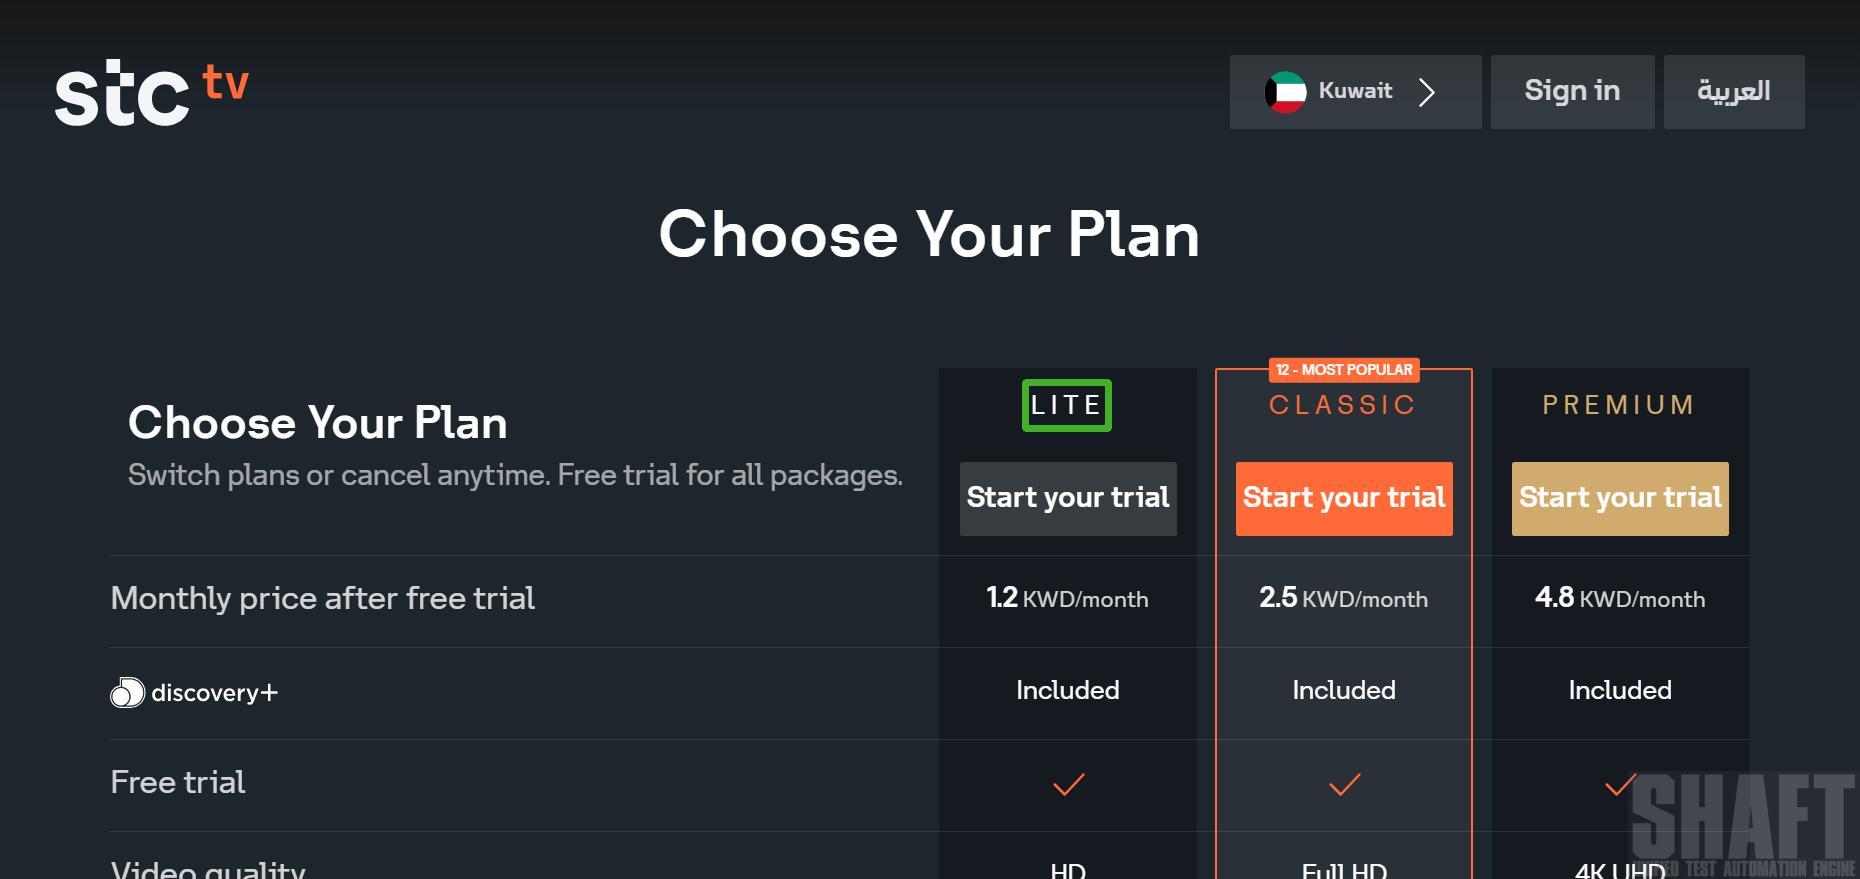 stc tv
Kuwait
Sign in
العربية
Choose Your Plan
12 - MOST POPULAR
LITE
CLASSIC
PREMIUM
Choose Your Plan
Switch plans or cancel anytime. Free trial for all packages.
Start your trial
Start your trial
Start your trial
Monthly price after free trial
1.2 KWD/month
2.5 KWD/month
4.8 KWD/month
discovery+
Included
Included
Included
Free trial
SHAFT
Video quality
HD
Full HD
4K UHD
TEST AUTOMATION ENGINE